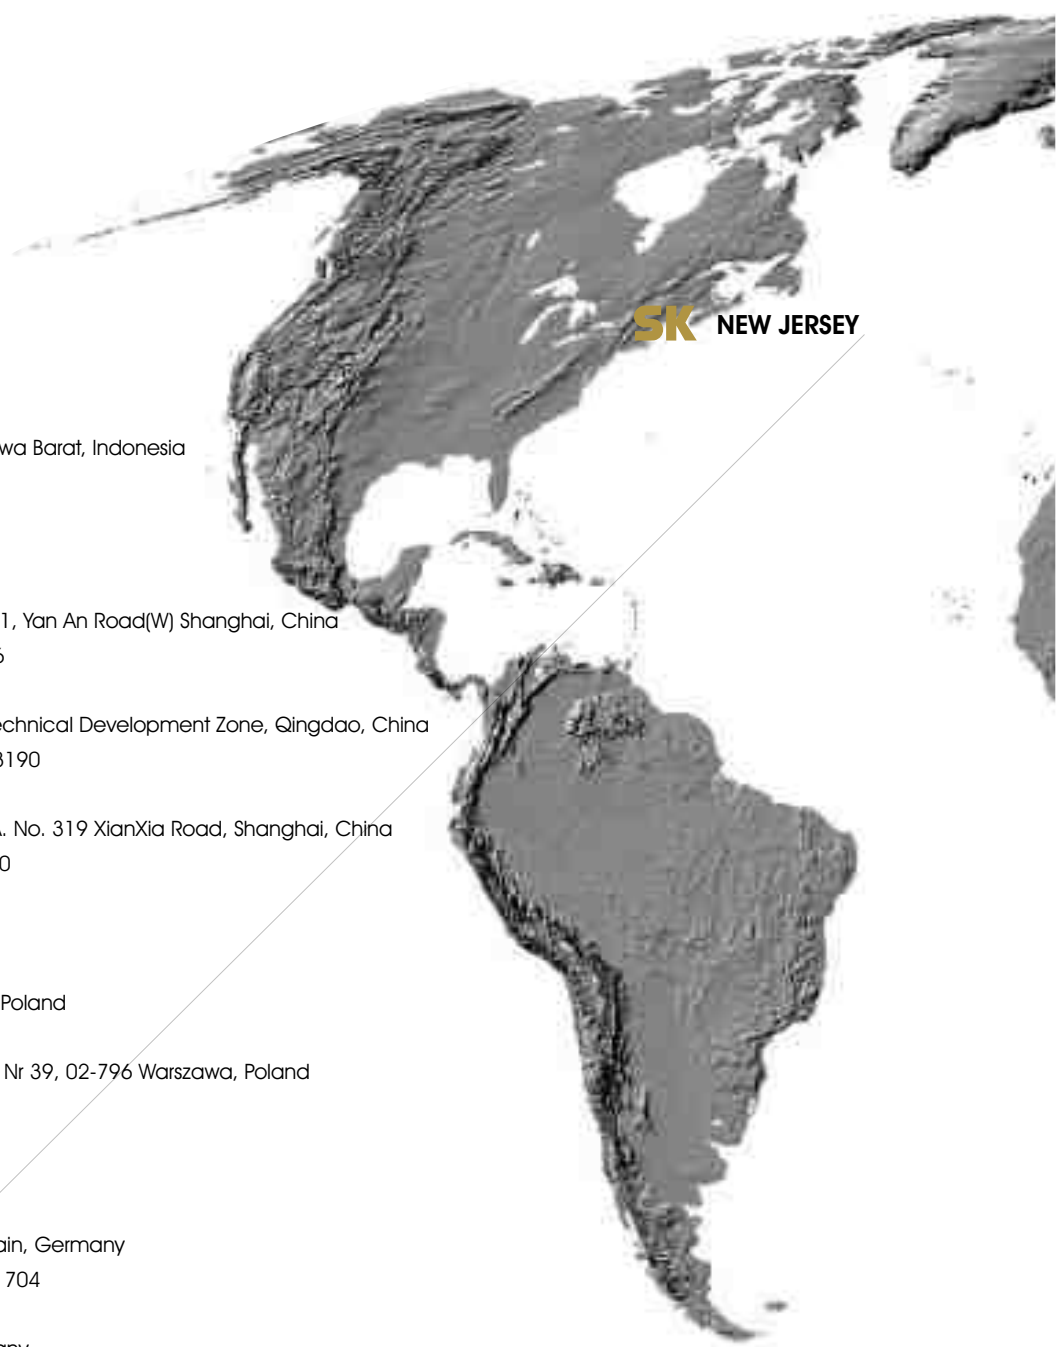 SK NEW JERSEY
wa Barat, Indonesia
1, Yan An Road(W) Shanghai, China
6
echnical Development Zone, Qingdao, China
3190
. No. 319 XianXia Road, Shanghai, China
0
Poland
Nr 39, 02-796 Warszawa, Poland
ain, Germany
704